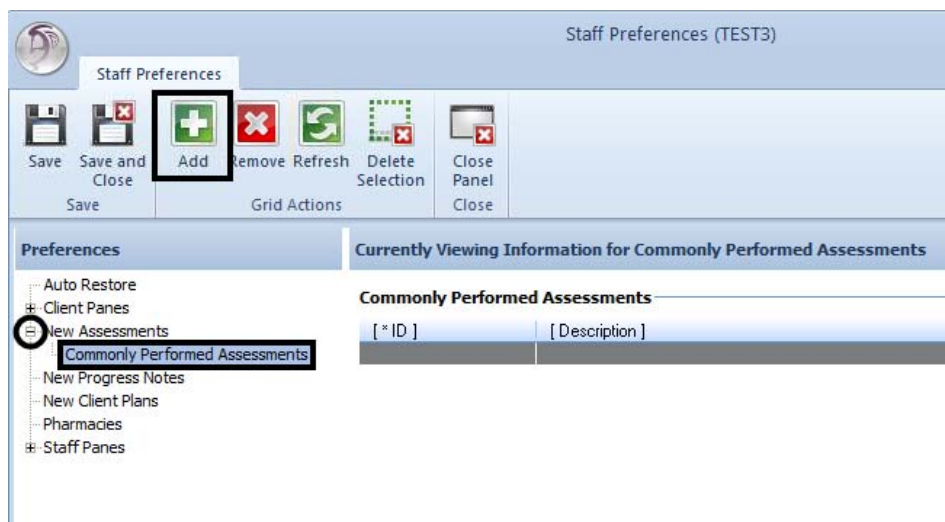 Staff Preferences (TEST3)
Staff Preferences
Save
Save and Close
Add
Remove
Refresh
Delete Selection
Close Panel
Save
Grid Actions
Close
Preferences
Currently Viewing Information for Commonly Performed Assessments
Auto Restore
Client Panes
New Assessments
Commonly Performed Assessments
New Progress Notes
New Client Plans
Pharmacies
Staff Panes
Commonly Performed Assessments
[ * ID ]
[ Description ]